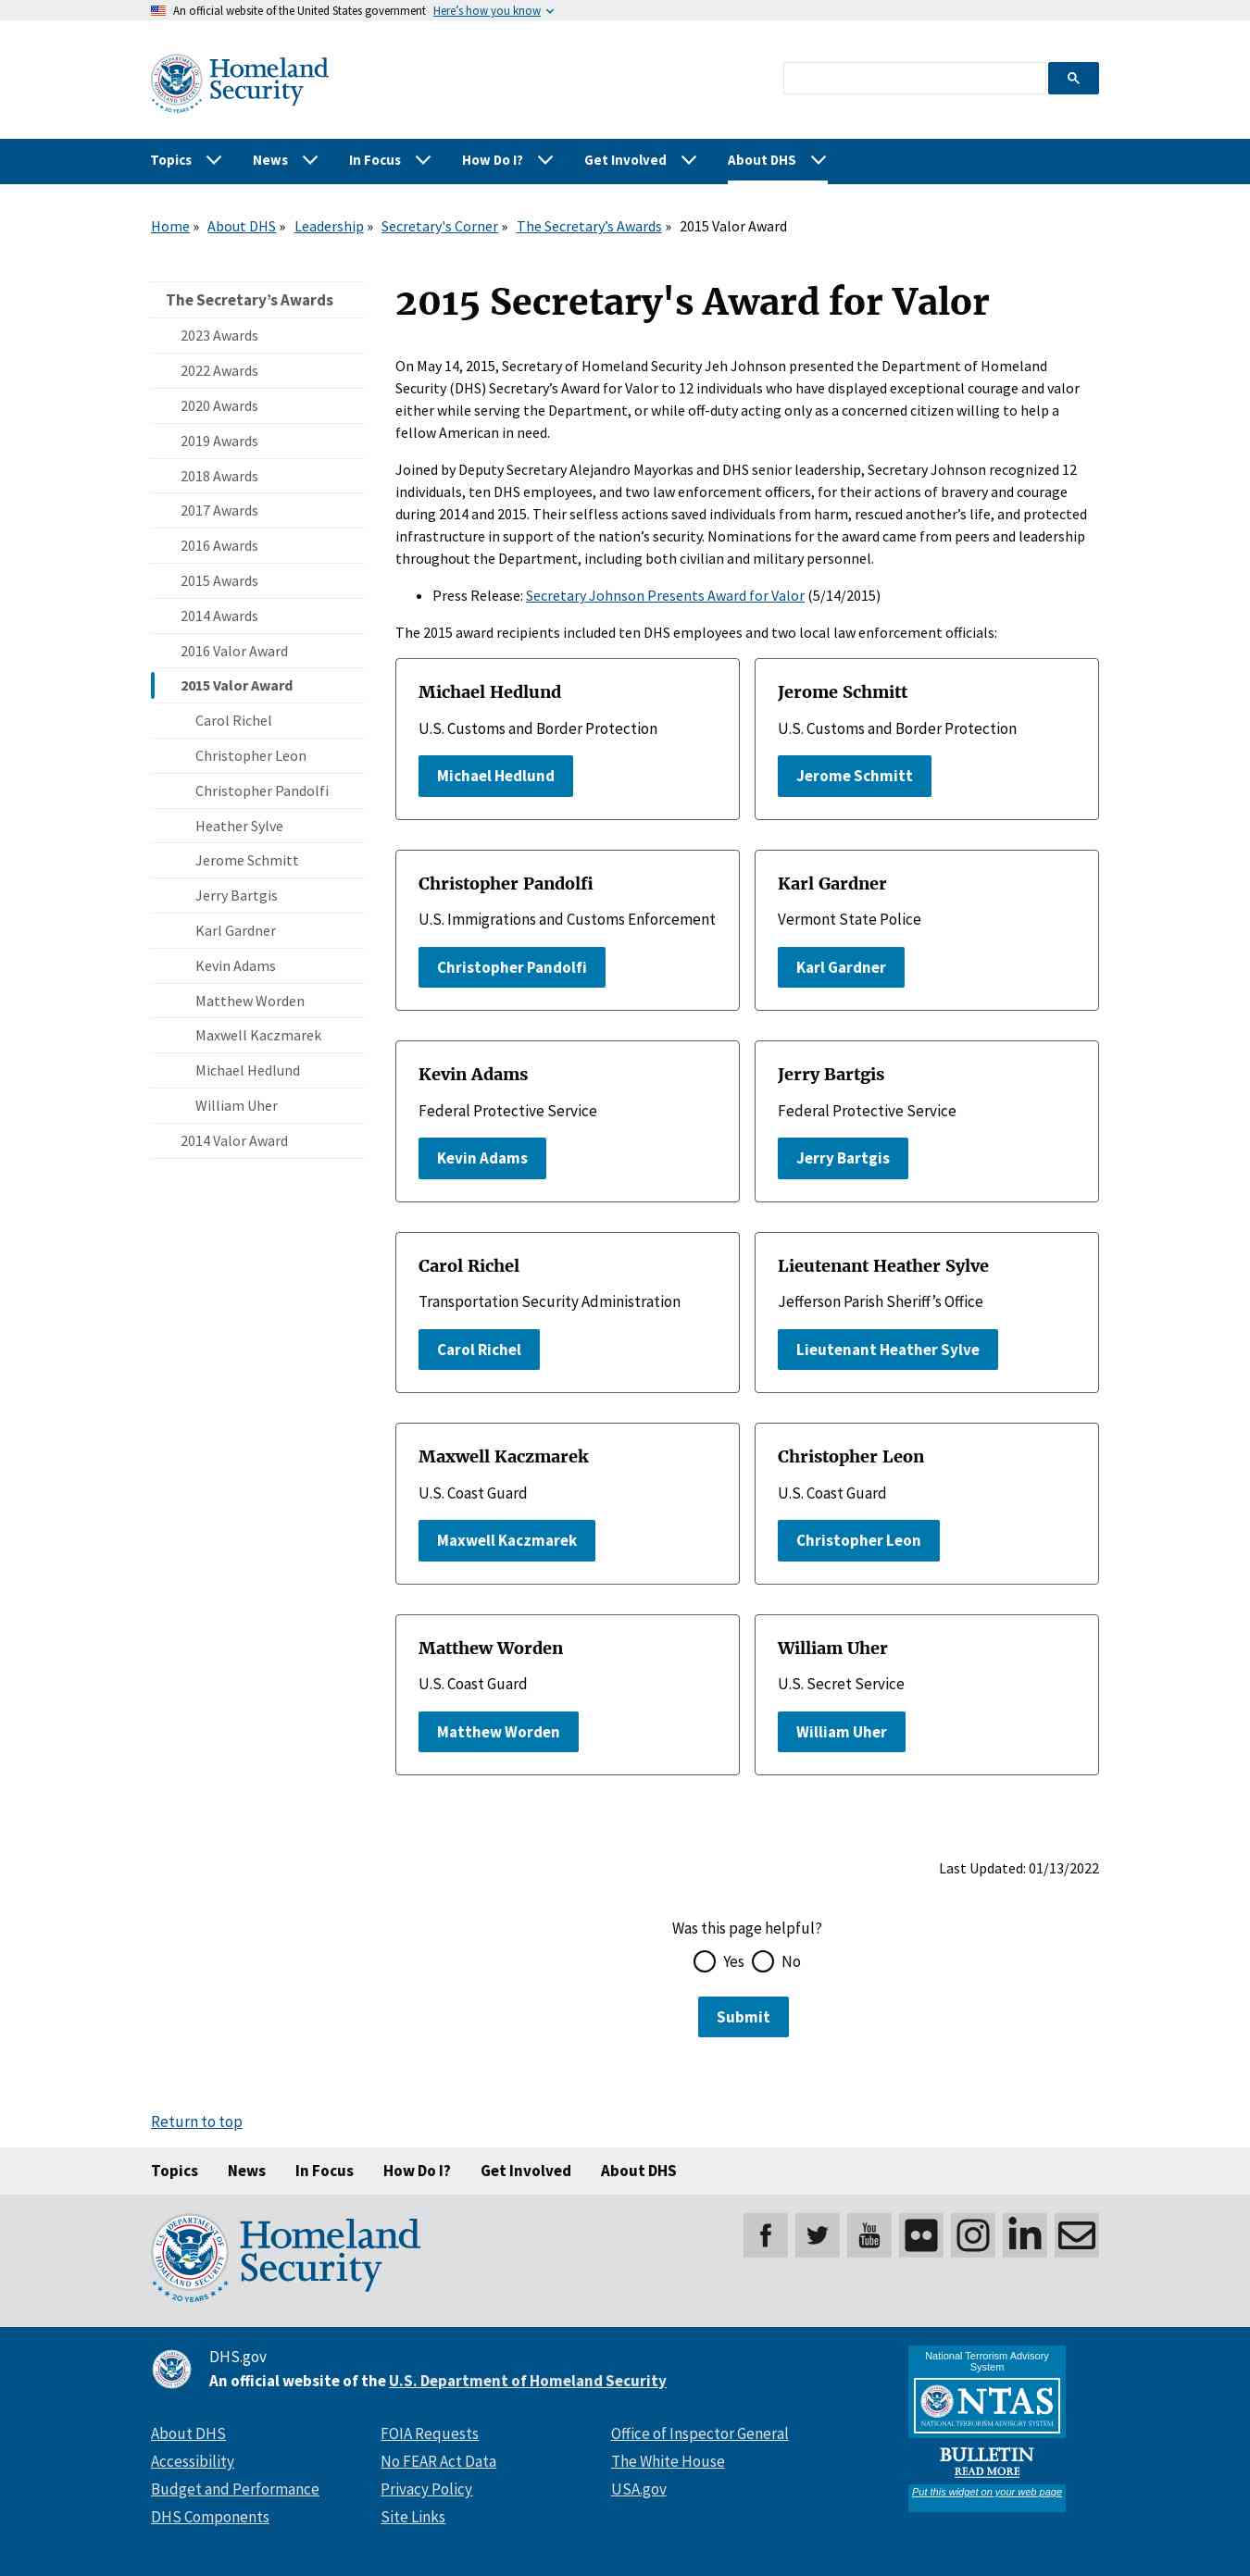 An official website of the United States government Here's how you know
U.S. DEPARTMENT OF HOMELAND SECURITY
20 YEARS
Homeland
Security
Topics News In Focus How Do I? Get Involved About DHS
Home » About DHS » Leadership » Secretary's Corner » The Secretary’s Awards » 2015 Valor Award
The Secretary’s Awards
2023 Awards
2022 Awards
2020 Awards
2019 Awards
2018 Awards
2017 Awards
2016 Awards
2015 Awards
2014 Awards
2016 Valor Award
2015 Valor Award
Carol Richel
Christopher Leon
Christopher Pandolfi
Heather Sylve
Jerome Schmitt
Jerry Bartgis
Karl Gardner
Kevin Adams
Matthew Worden
Maxwell Kaczmarek
Michael Hedlund
William Uher
2014 Valor Award
2015 Secretary's Award for Valor
On May 14, 2015, Secretary of Homeland Security Jeh Johnson presented the Department of Homeland
Security (DHS) Secretary’s Award for Valor to 12 individuals who have displayed exceptional courage and valor
either while serving the Department, or while off-duty acting only as a concerned citizen willing to help a
fellow American in need.
Joined by Deputy Secretary Alejandro Mayorkas and DHS senior leadership, Secretary Johnson recognized 12
individuals, ten DHS employees, and two law enforcement officers, for their actions of bravery and courage
during 2014 and 2015. Their selfless actions saved individuals from harm, rescued another’s life, and protected
infrastructure in support of the nation’s security. Nominations for the award came from peers and leadership
throughout the Department, including both civilian and military personnel.
• Press Release: Secretary Johnson Presents Award for Valor (5/14/2015)
The 2015 award recipients included ten DHS employees and two local law enforcement officials:
Michael Hedlund
U.S. Customs and Border Protection
Michael Hedlund
Jerome Schmitt
U.S. Customs and Border Protection
Jerome Schmitt
Christopher Pandolfi
U.S. Immigrations and Customs Enforcement
Christopher Pandolfi
Karl Gardner
Vermont State Police
Karl Gardner
Kevin Adams
Federal Protective Service
Kevin Adams
Jerry Bartgis
Federal Protective Service
Jerry Bartgis
Carol Richel
Transportation Security Administration
Carol Richel
Lieutenant Heather Sylve
Jefferson Parish Sheriff’s Office
Lieutenant Heather Sylve
Maxwell Kaczmarek
U.S. Coast Guard
Maxwell Kaczmarek
Christopher Leon
U.S. Coast Guard
Christopher Leon
Matthew Worden
U.S. Coast Guard
Matthew Worden
William Uher
U.S. Secret Service
William Uher
Last Updated: 01/13/2022
Was this page helpful?
Yes No
Submit
Return to top
Topics News In Focus How Do I? Get Involved About DHS
U.S. DEPARTMENT OF HOMELAND SECURITY
20 YEARS
Homeland
Security
f You Tube in
DHS.gov
An official website of the U.S. Department of Homeland Security
About DHS
Accessibility
Budget and Performance
DHS Components
FOIA Requests
No FEAR Act Data
Privacy Policy
Site Links
Office of Inspector General
The White House
USA.gov
National Terrorism Advisory
System
NTAS
NATIONAL TERRORISM ADVISORY SYSTEM
BULLETIN
READ MORE
Put this widget on your web page